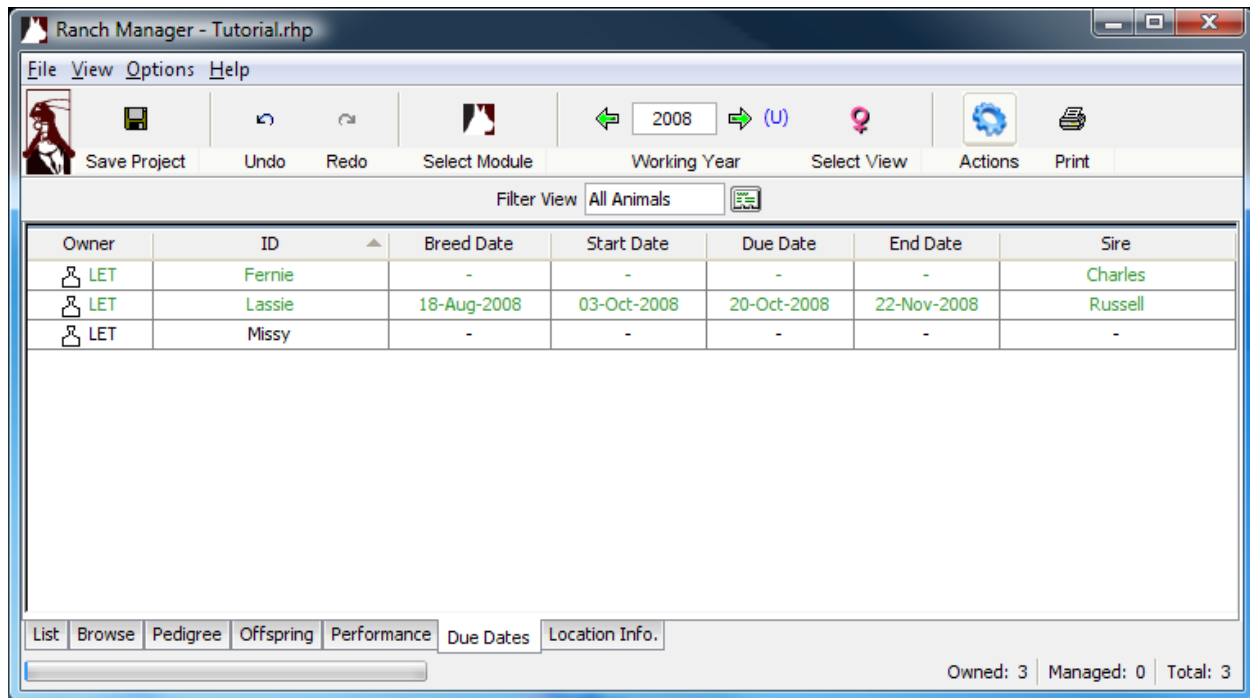 Ranch Manager - Tutorial.rhp
File View Options Help
2008 (U)
Save Project Undo Redo Select Module Working Year Select View Actions Print
Filter View All Animals
Owner ID Breed Date Start Date Due Date End Date Sire
LET Fernie - - - - Charles
LET Lassie 18-Aug-2008 03-Oct-2008 20-Oct-2008 22-Nov-2008 Russell
LET Missy - - - - -
List Browse Pedigree Offspring Performance Due Dates Location Info.
Owned: 3 Managed: 0 Total: 3